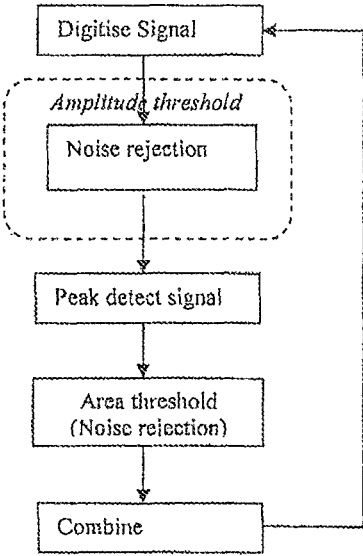 Digitise Signal
Amplitude threshold
Noise rejection
Peak detect signal
Area threshold
(Noise rejection)
Combine